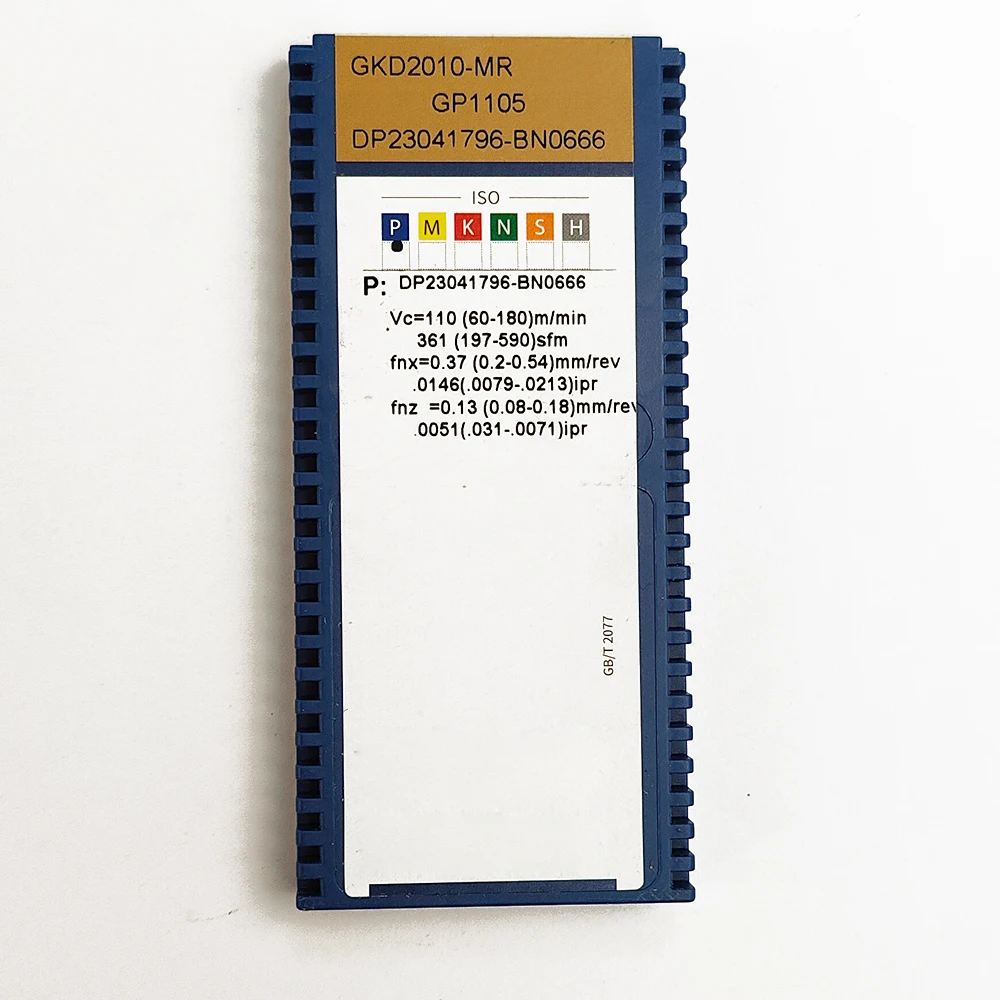 GKD2010-MR
GP1105
DP23041796-BN0666
ISO
P M K N S H
P: DP23041796-BN0666
Vc=110 (60-180)m/min
361 (197-590)sfm
fnx=0.37 (0.2-0.54)mm/rev
.0146(.0079-.0213)ipr
fnz =0.13 (0.08-0.18)mm/rev
.0051(.031-.0071)ipr
GB/T 2077